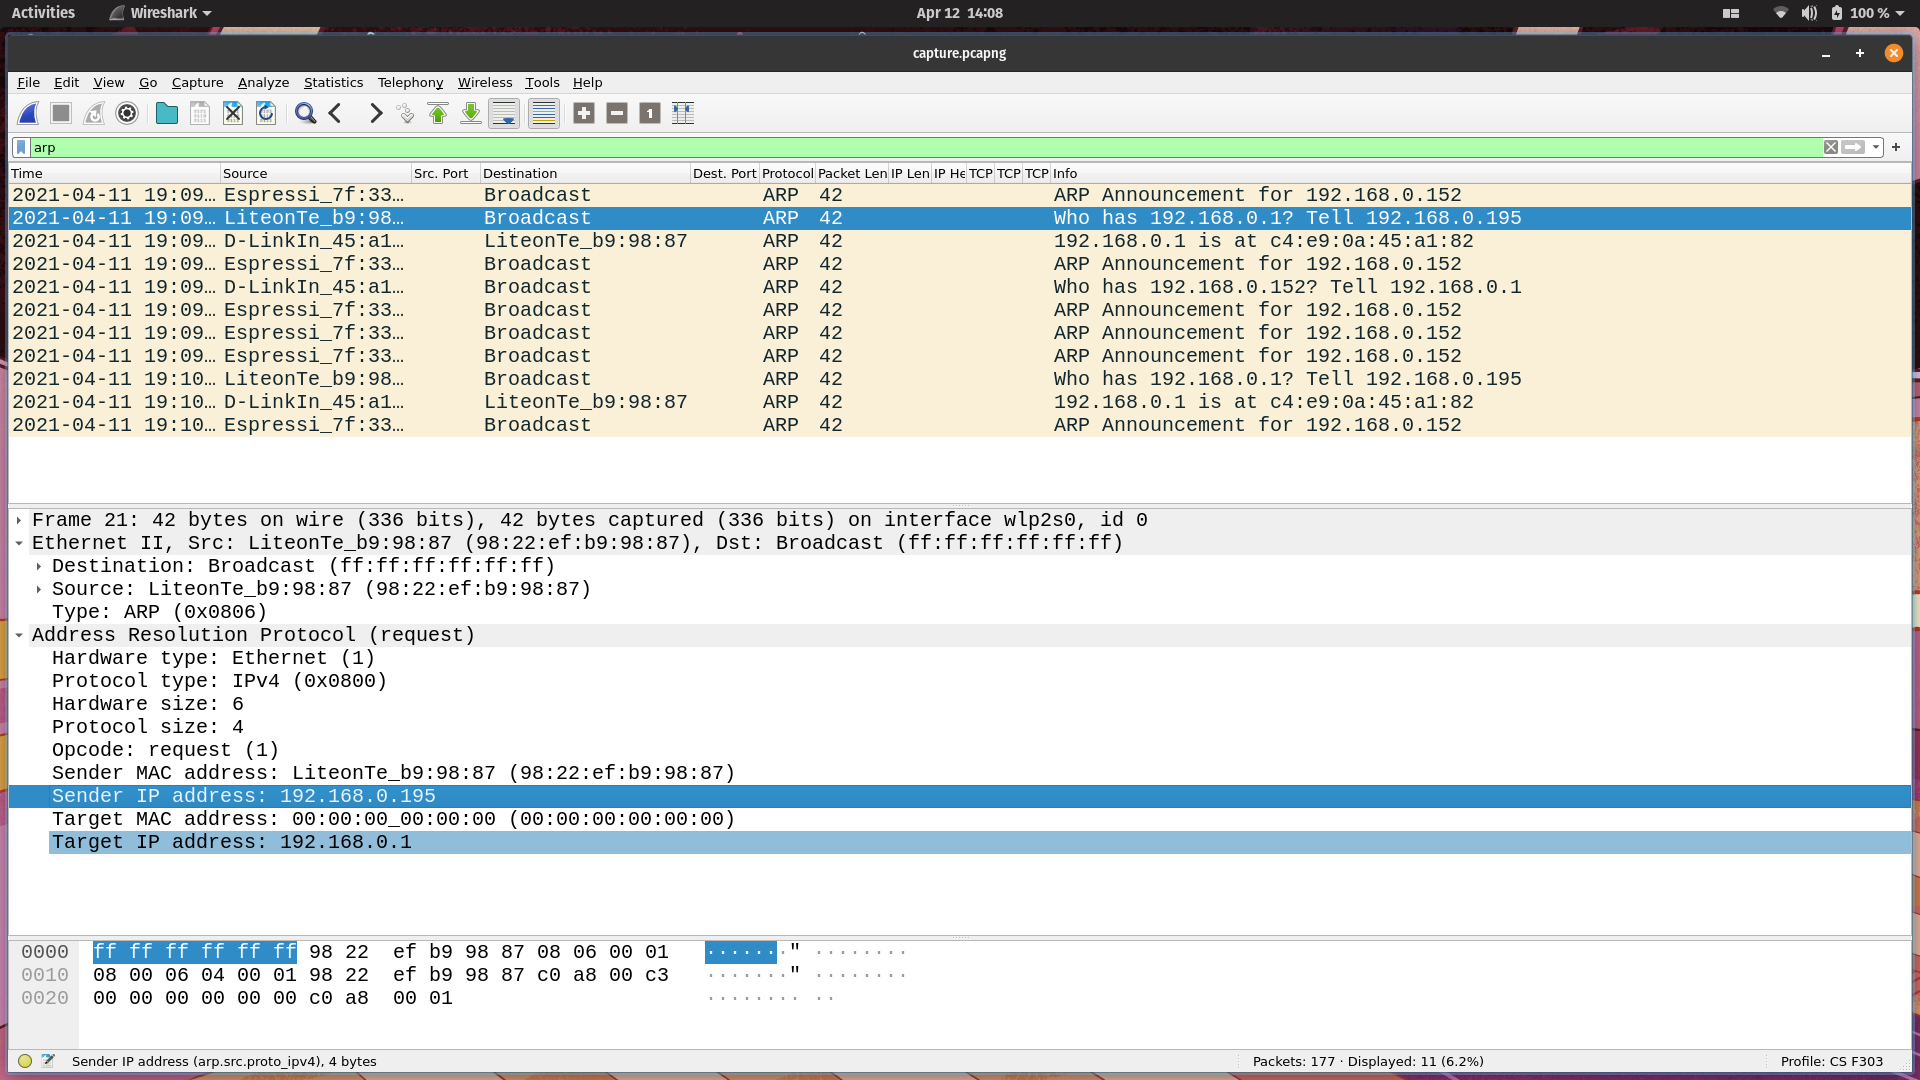 Activities Wireshark Apr 12 14:08 100 %
capture.pcapng
File Edit View Go Capture Analyze Statistics Telephony Wireless Tools Help
arp
Time Source Src. Port Destination Dest. Port Protocol Packet Len IP Len IP He TCP TCP TCP Info
2021-04-11 19:09… Espressi_7f:33… Broadcast ARP 42 ARP Announcement for 192.168.0.152
2021-04-11 19:09… LiteonTe_b9:98… Broadcast ARP 42 Who has 192.168.0.1? Tell 192.168.0.195
2021-04-11 19:09… D-LinkIn_45:a1… LiteonTe_b9:98:87 ARP 42 192.168.0.1 is at c4:e9:0a:45:a1:82
2021-04-11 19:09… Espressi_7f:33… Broadcast ARP 42 ARP Announcement for 192.168.0.152
2021-04-11 19:09… D-LinkIn_45:a1… Broadcast ARP 42 Who has 192.168.0.152? Tell 192.168.0.1
2021-04-11 19:09… Espressi_7f:33… Broadcast ARP 42 ARP Announcement for 192.168.0.152
2021-04-11 19:09… Espressi_7f:33… Broadcast ARP 42 ARP Announcement for 192.168.0.152
2021-04-11 19:09… Espressi_7f:33… Broadcast ARP 42 ARP Announcement for 192.168.0.152
2021-04-11 19:10… LiteonTe_b9:98… Broadcast ARP 42 Who has 192.168.0.1? Tell 192.168.0.195
2021-04-11 19:10… D-LinkIn_45:a1… LiteonTe_b9:98:87 ARP 42 192.168.0.1 is at c4:e9:0a:45:a1:82
2021-04-11 19:10… Espressi_7f:33… Broadcast ARP 42 ARP Announcement for 192.168.0.152
Frame 21: 42 bytes on wire (336 bits), 42 bytes captured (336 bits) on interface wlp2s0, id 0
Ethernet II, Src: LiteonTe_b9:98:87 (98:22:ef:b9:98:87), Dst: Broadcast (ff:ff:ff:ff:ff:ff)
Destination: Broadcast (ff:ff:ff:ff:ff:ff)
Source: LiteonTe_b9:98:87 (98:22:ef:b9:98:87)
Type: ARP (0x0806)
Address Resolution Protocol (request)
Hardware type: Ethernet (1)
Protocol type: IPv4 (0x0800)
Hardware size: 6
Protocol size: 4
Opcode: request (1)
Sender MAC address: LiteonTe_b9:98:87 (98:22:ef:b9:98:87)
Sender IP address: 192.168.0.195
Target MAC address: 00:00:00_00:00:00 (00:00:00:00:00:00)
Target IP address: 192.168.0.1
0000 ff ff ff ff ff ff 98 22 ef b9 98 87 08 06 00 01 ·······" ········
0010 08 00 06 04 00 01 98 22 ef b9 98 87 c0 a8 00 c3 ·······" ········
0020 00 00 00 00 00 00 c0 a8 00 01 ········ ··
Sender IP address (arp.src.proto_ipv4), 4 bytes Packets: 177 · Displayed: 11 (6.2%) Profile: CS F303